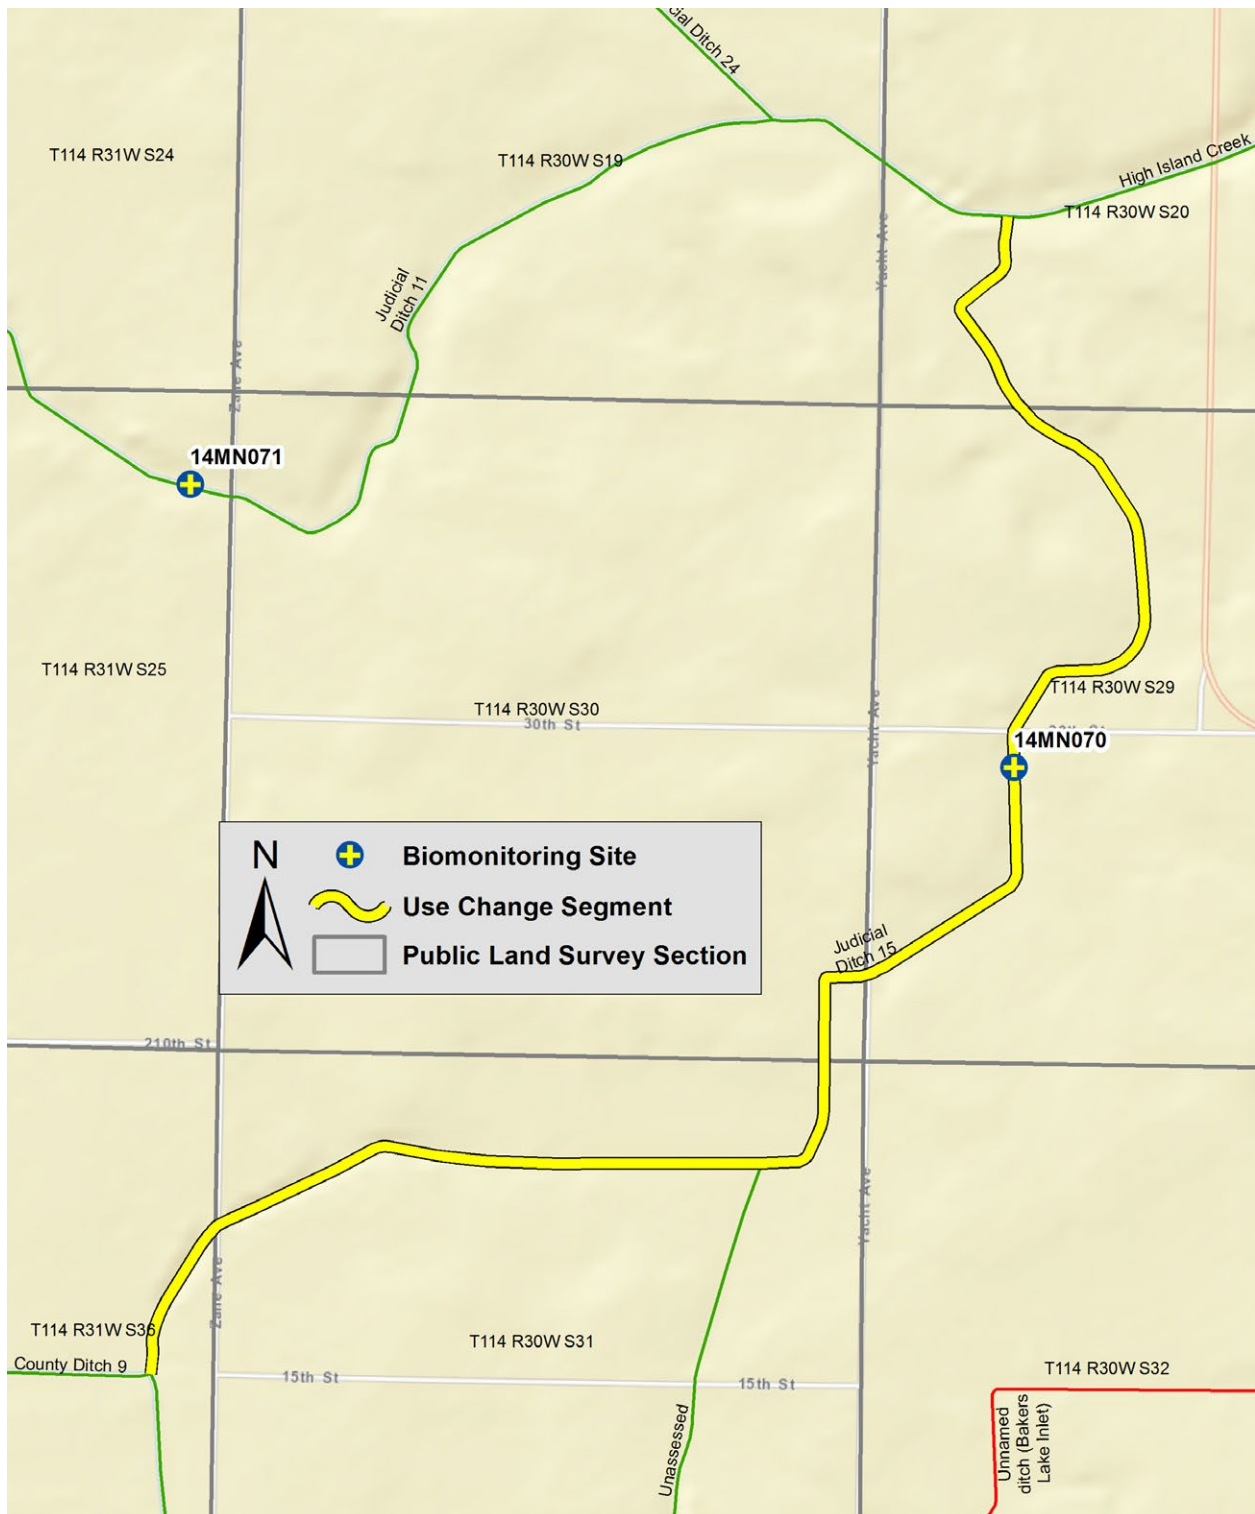 cial Ditch 24
T114 R31W S24
T114 R30W S19
High Island Creek
T114 R30W S20
Yacht Ave
Judicial
Ditch 11
Zane Ave
14MN071
T114 R31W S25
T114 R30W S29
T114 R30W S30
30th St
Yacht Ave
14MN070
N
Biomonitoring Site
Use Change Segment
Public Land Survey Section
Judicial
Ditch 15
210th St
Yacht Ave
Zane Ave
T114 R31W S36
T114 R30W S31
County Ditch 9
15th St
15th St
T114 R30W S32
Unassessed
Unnamed
ditch (Bakers
Lake Inlet)